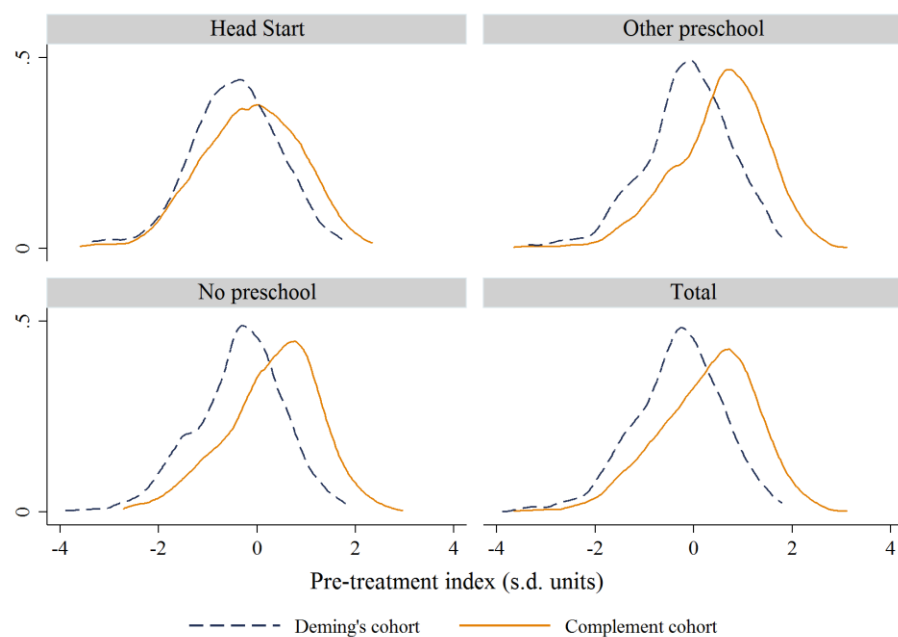 Head Start Other preschool
.5
0
No preschool Total
.5
0
-4 -2 0 2 4 -4 -2 0 2 4
Pre-treatment index (s.d. units)
Deming's cohort Complement cohort